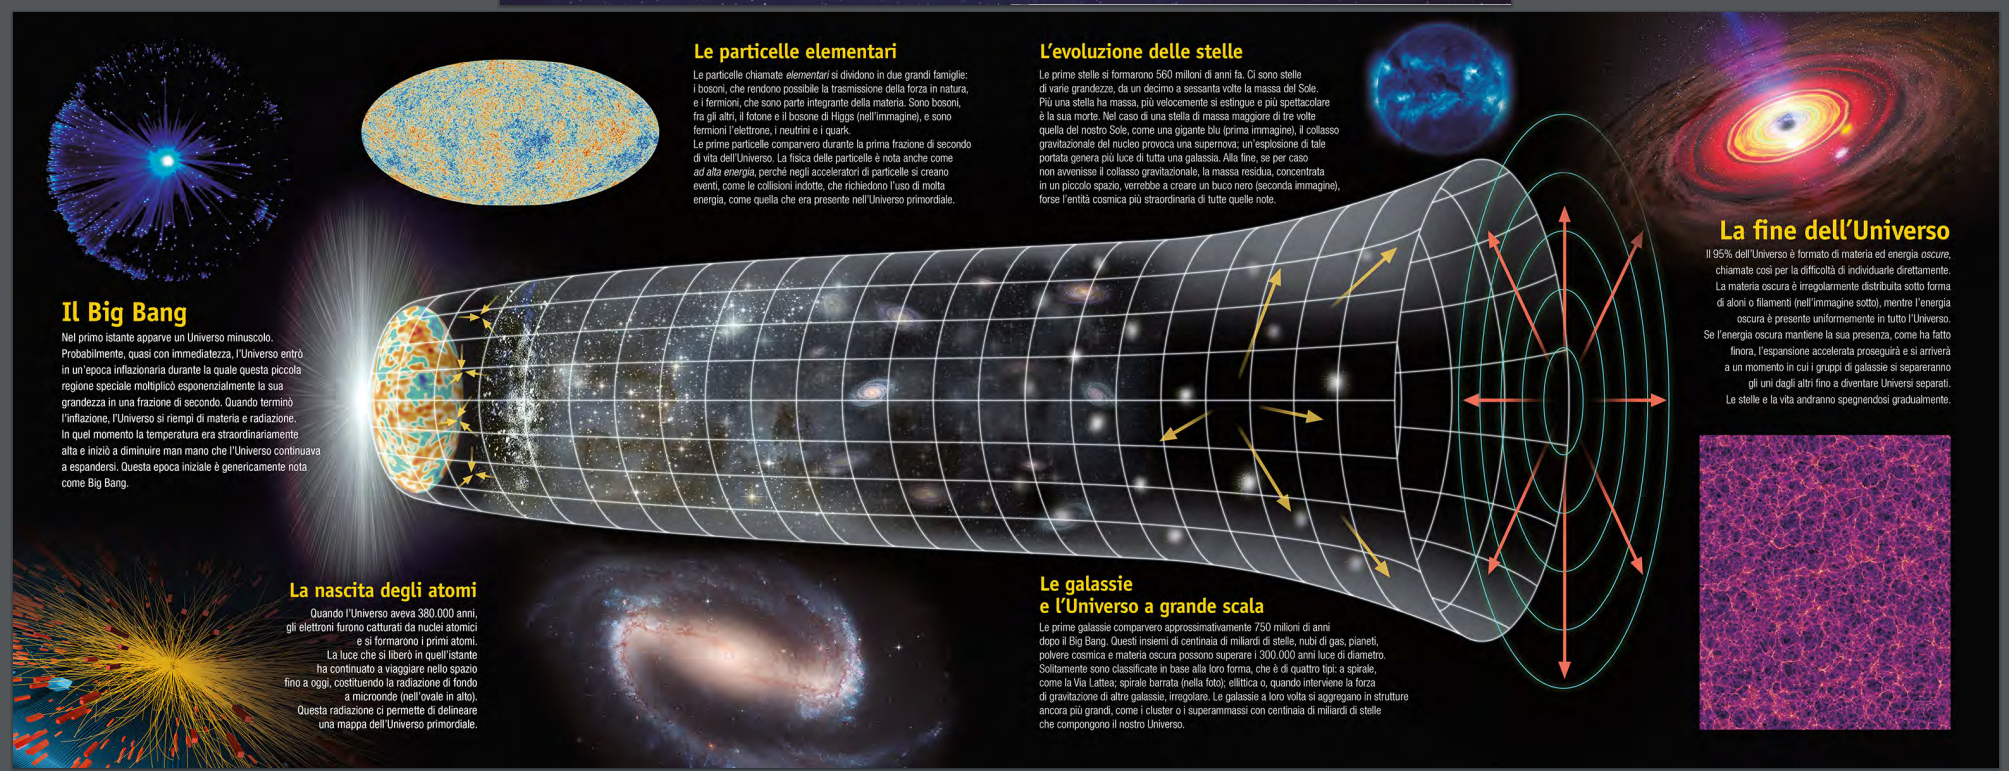 Il Big Bang
Nel primo istante apparve un Universo minuscolo.
Probabilmente, quasi con immediatezza, l'Universo entrò
in un'epoca inflazionaria durante la quale questa piccola
regione speciale moltiplicò esponenzialmente la sua
grandezza in una frazione di secondo. Quando terminò
l'inflazione, l'Universo si riempì di materia e radiazione.
In quel momento la temperatura era straordinariamente
alta e iniziò a diminuire man mano che l'Universo continuava
a espandersi. Questa epoca iniziale è genericamente nota
come Big Bang.
La nascita degli atomi
Quando l'Universo aveva 380.000 anni,
gli elettroni furono catturati da nuclei atomici
e si formarono i primi atomi.
La luce che si liberò in quell'istante
ha continuato a viaggiare nello spazio
fino a oggi, costituendo la radiazione di fondo
a microonde (nell'ovale in alto).
Questa radiazione ci permette di delineare
una mappa dell'Universo primordiale.
Le particelle elementari
Le particelle chiamate elementari si dividono in due grandi famiglie:
i bosoni, che rendono possibile la trasmissione della forza in natura,
e i fermioni, che sono parte integrante della materia. Sono bosoni,
fra gli altri, il fotone e il bosone di Higgs (nell'immagine), e sono
fermioni l'elettrone, i neutrini e i quark.
Le prime particelle comparvero durante la prima frazione di secondo
di vita dell'Universo. La fisica delle particelle è nota anche come
ad alta energia, perché negli acceleratori di particelle si creano
eventi, come le collisioni indotte, che richiedono l'uso di molta
energia, come quella che era presente nell'Universo primordiale.
L'evoluzione delle stelle
Le prime stelle si formarono 560 milioni di anni fa. Ci sono stelle
di varie grandezze, da un decimo a sessanta volte la massa del Sole.
Più una stella ha massa, più velocemente si estingue e più spettacolare
è la sua morte. Nel caso di una stella di massa maggiore di tre volte
quella del nostro Sole, come una gigante blu (prima immagine), il collasso
gravitazionale del nucleo provoca una supernova; un'esplosione di tale
portata genera più luce di tutta una galassia. Alla fine, se per caso
non avvenisse il collasso gravitazionale, la massa residua, concentrata
in un piccolo spazio, verrebbe a creare un buco nero (seconda immagine),
forse l'entità cosmica più straordinaria di tutte quelle note.
Le galassie
e l'Universo a grande scala
Le prime galassie comparvero approssimativamente 750 milioni di anni
dopo il Big Bang. Questi insiemi di centinaia di miliardi di stelle, nubi di gas, pianeti,
polvere cosmica e materia oscura possono superare i 300.000 anni luce di diametro.
Solitamente sono classificate in base alla loro forma, che è di quattro tipi: a spirale,
come la Via Lattea; spirale barrata (nella foto); ellittica o, quando interviene la forza
di gravitazione di altre galassie, irregolare. Le galassie a loro volta si aggregano in strutture
ancora più grandi, come i cluster o i superammassi con centinaia di miliardi di stelle
che compongono il nostro Universo.
La fine dell'Universo
Il 95% dell'Universo è formato di materia ed energia oscure,
chiamate così per la difficoltà di individuarle direttamente.
La materia oscura è irregolarmente distribuita sotto forma
di aloni o filamenti (nell'immagine sotto), mentre l'energia
oscura è presente uniformemente in tutto l'Universo.
Se l'energia oscura mantiene la sua presenza, come ha fatto
finora, l'espansione accelerata proseguirà e si arriverà
a un momento in cui i gruppi di galassie si separeranno
gli uni dagli altri fino a diventare Universi separati.
Le stelle e la vita andranno spegnendosi gradualmente.